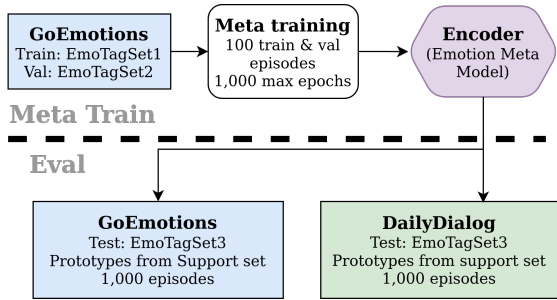 GoEmotions
Train: EmoTagSet1
Val: EmoTagSet2
Meta training
100 train & val
episodes
1,000 max epochs
Encoder
(Emotion Meta
Model)
Meta Train
Eval
GoEmotions
Test: EmoTagSet3
Prototypes from Support set
1,000 episodes
DailyDialog
Test: EmoTagSet3
Prototypes from support set
1,000 episodes